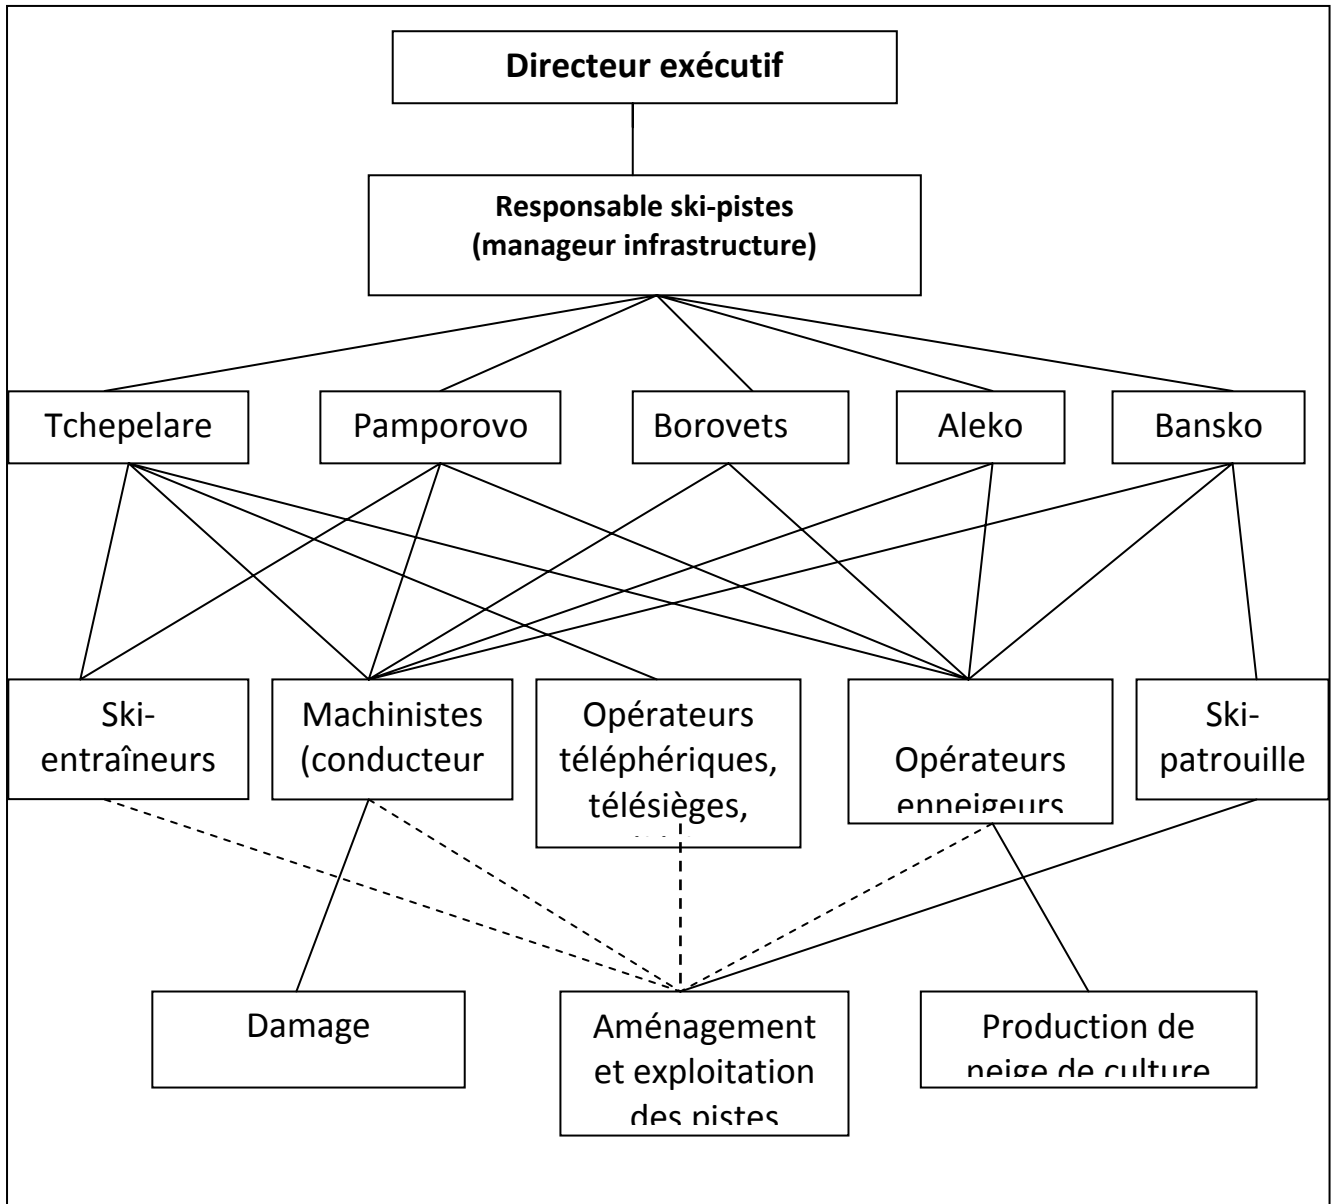 Directeur exécutif
Responsable ski-pistes
(manageur infrastructure)
Tchepelare
Pamporovo
Borovets
Aleko
Bansko
Ski-
entraîneurs
Machinistes
(conducteur
Opérateurs
téléphériques,
télésièges,
Opérateurs
enneigeurs
Ski-
patrouille
Damage
Aménagement
et exploitation
des pistes
Production de
neige de culture